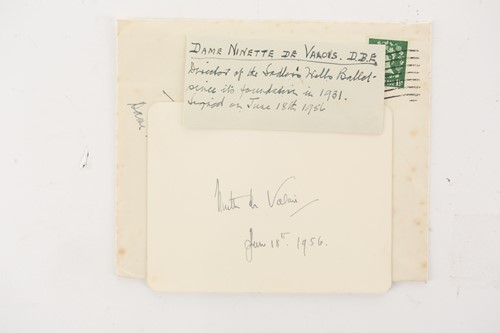 DAME NINETTE DE VALOIS. D.B.E.
Director of the Sadler's Wells Ballet
since its foundation in 1931.
Signed on June 18th 1956
Ninette de Valois
June 18th. 1956.